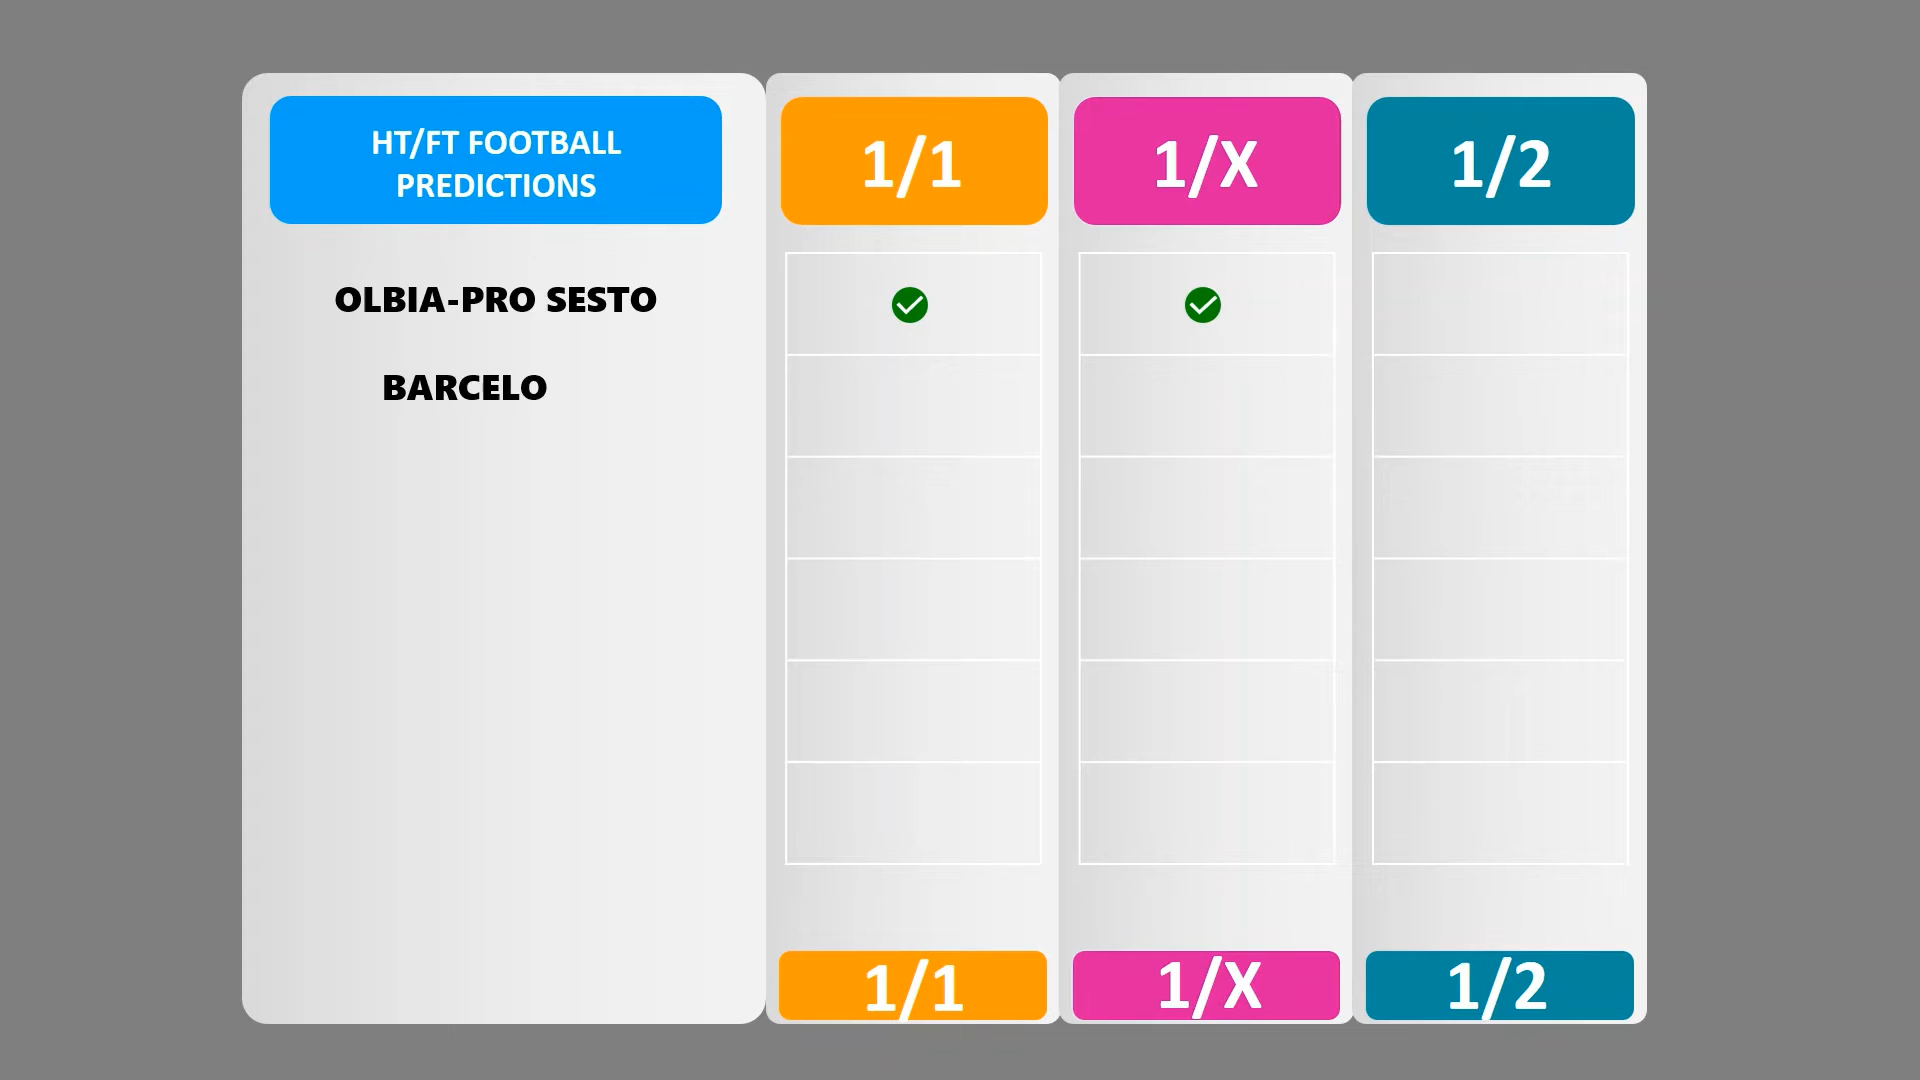 HT/FT FOOTBALL
PREDICTIONS
1/1
1/X
1/2
OLBIA-PRO SESTO
BARCELO
1/1
1/X
1/2